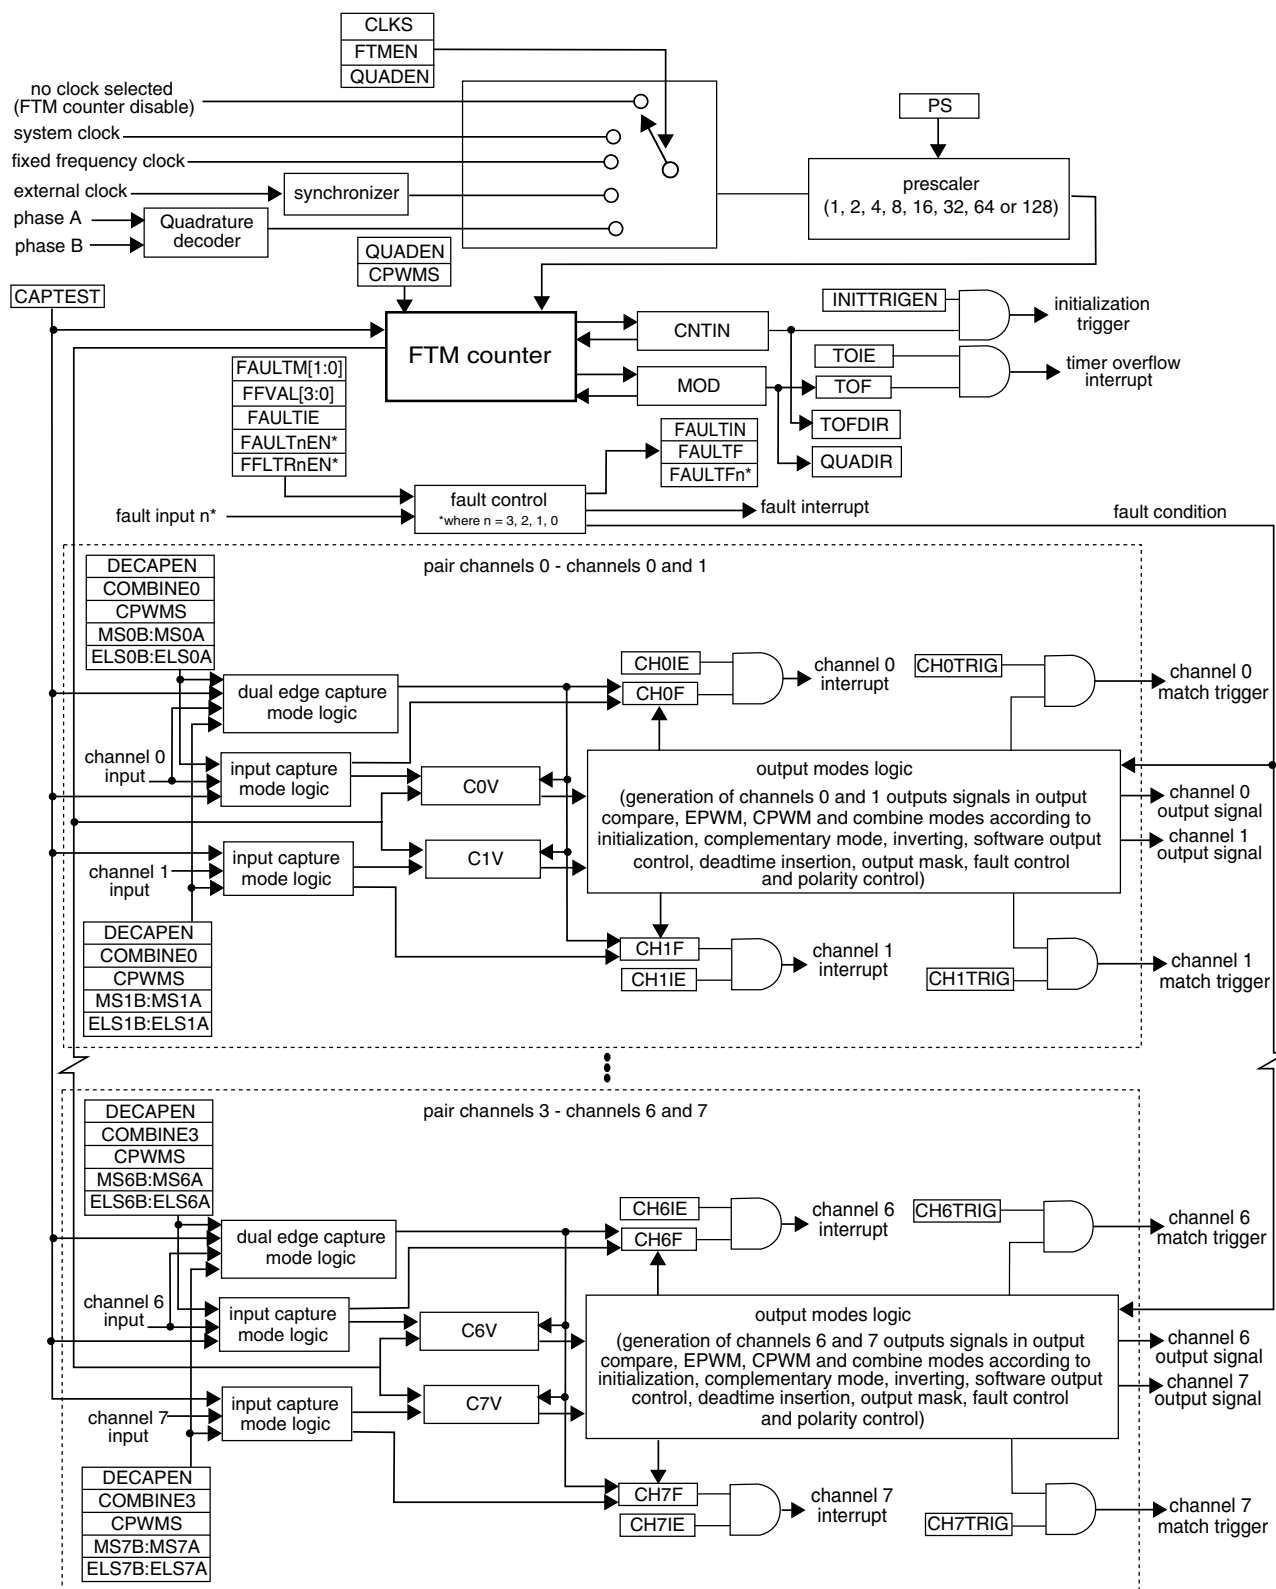 CLKS
FTMEN
QUADEN
no clock selected
(FTM counter disable)
system clock
fixed frequency clock
external clock
synchronizer
phase A
phase B
Quadrature
decoder
PS
prescaler
(1, 2, 4, 8, 16, 32, 64 or 128)
QUADEN
CPWMS
CAPTEST
FTM counter
CNTIN
MOD
INITTRIGEN
initialization
trigger
TOIE
TOF
timer overflow
interrupt
TOFDIR
QUADIR
FAULTM[1:0]
FFVAL[3:0]
FAULTIE
FAULTnEN*
FFLTRnEN*
FAULTIN
FAULTF
FAULTFn*
fault input n*
fault control
*where n = 3, 2, 1, 0
fault interrupt
fault condition
pair channels 0 - channels 0 and 1
DECAPEN
COMBINE0
CPWMS
MS0B:MS0A
ELS0B:ELS0A
dual edge capture
mode logic
CH0IE
CH0F
channel 0
interrupt
CH0TRIG
channel 0
match trigger
channel 0
input
input capture
mode logic
C0V
output modes logic
(generation of channels 0 and 1 outputs signals in output
compare, EPWM, CPWM and combine modes according to
initialization, complementary mode, inverting, software output
control, deadtime insertion, output mask, fault control
and polarity control)
channel 0
output signal
channel 1
output signal
channel 1
input
input capture
mode logic
C1V
DECAPEN
COMBINE0
CPWMS
MS1B:MS1A
ELS1B:ELS1A
CH1F
CH1IE
channel 1
interrupt
CH1TRIG
channel 1
match trigger
pair channels 3 - channels 6 and 7
DECAPEN
COMBINE3
CPWMS
MS6B:MS6A
ELS6B:ELS6A
dual edge capture
mode logic
CH6IE
CH6F
channel 6
interrupt
CH6TRIG
channel 6
match trigger
channel 6
input
input capture
mode logic
C6V
output modes logic
(generation of channels 6 and 7 outputs signals in output
compare, EPWM, CPWM and combine modes according to
initialization, complementary mode, inverting, software output
control, deadtime insertion, output mask, fault control
and polarity control)
channel 6
output signal
channel 7
output signal
channel 7
input
input capture
mode logic
C7V
DECAPEN
COMBINE3
CPWMS
MS7B:MS7A
ELS7B:ELS7A
CH7F
CH7IE
channel 7
interrupt
CH7TRIG
channel 7
match trigger